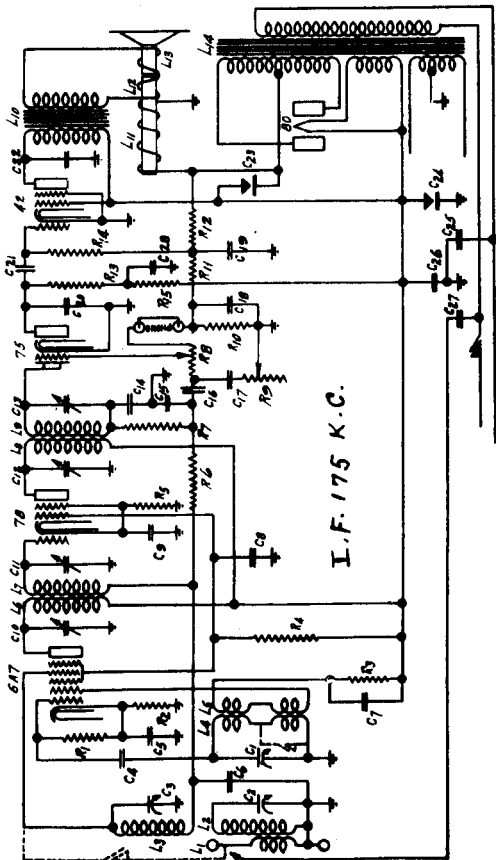 6A7
C10
L6
L7
C11
78
C12
L8
L9
C13
75
C21
42
C22
L10
R1
R2
R5
C20
R13
R14
C4
C5
C9
C14
C15
R15
C28
L11
L12
L13
L3
C3
R6
R7
C16
R8
R11
R12
L1
L2
C2
C6
C1
L4
L5
C8
C17
R9
R10
C18
C19
C23
R4
80
L14
I.F. 175 K.C.
C7
R3
C24
C27
C26
C25